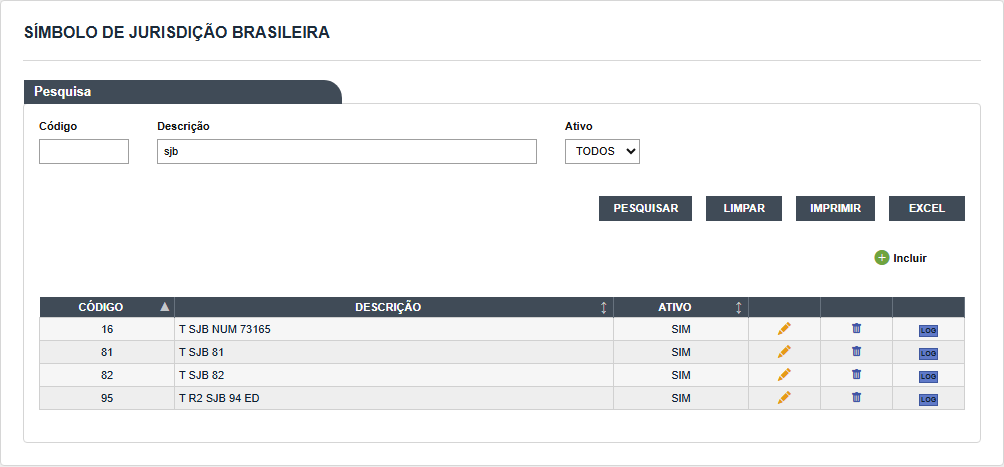 SÍMBOLO DE JURISDIÇÃO BRASILEIRA
Pesquisa
Código Descrição Ativo
sjb TODOS
PESQUISAR LIMPAR IMPRIMIR EXCEL
Incluir
CÓDIGO DESCRIÇÃO ATIVO
16 T SJB NUM 73165 SIM LOG
81 T SJB 81 SIM LOG
82 T SJB 82 SIM LOG
95 T R2 SJB 94 ED SIM LOG